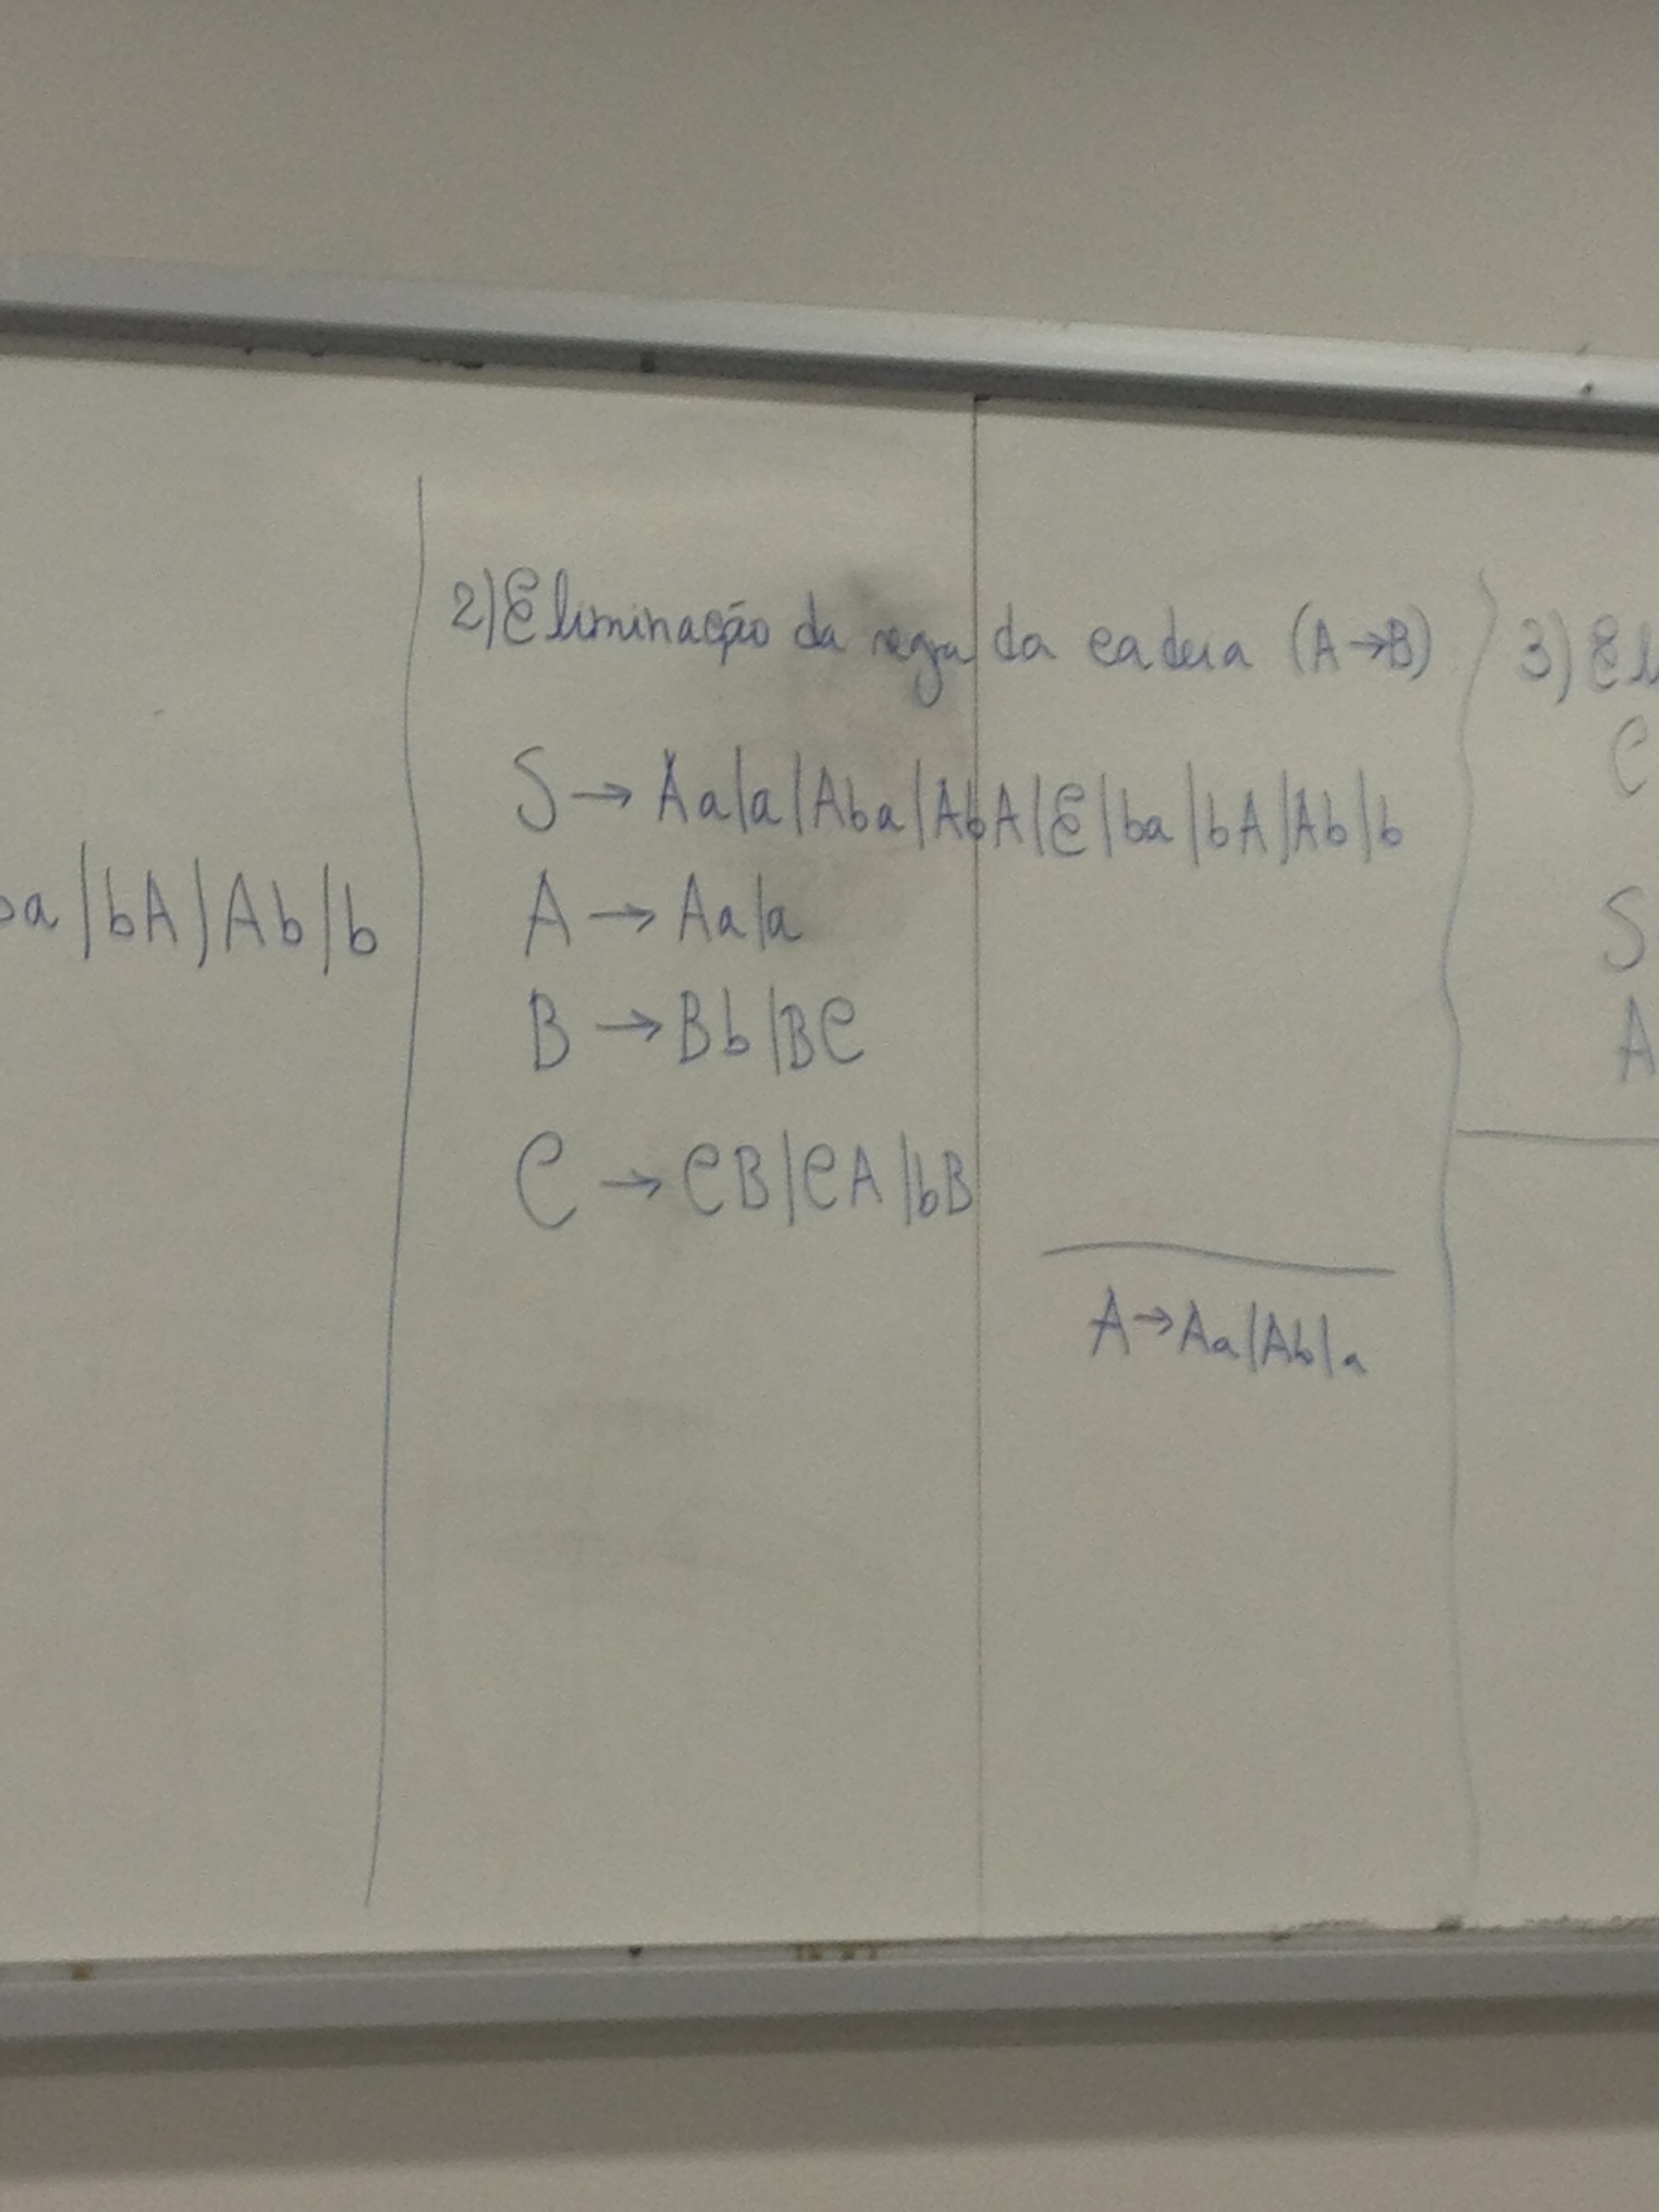 a|bA|Ab|b
2) Eliminação da regra da cadeia (A→B)
S → Aa|a|Aba|AbA|ε|ba|bA|Ab|b
A → Aa|a
B → Bb|BC
C → CB|CA|bB
A→Aa|Ab|a
3) El
C
S
A